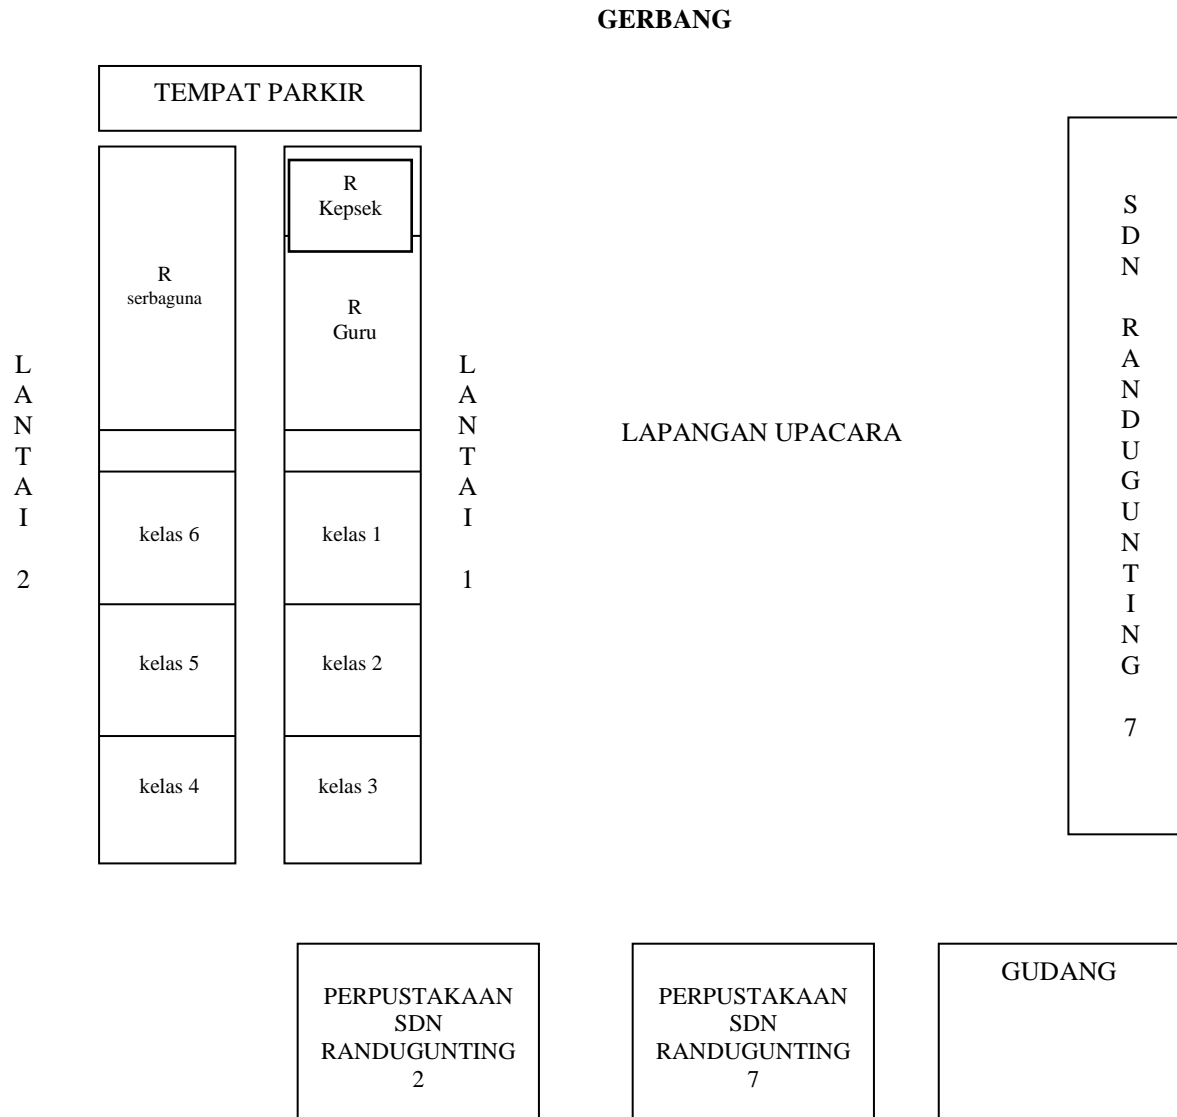 GERBANG
TEMPAT PARKIR
R
Kepsek
R
serbaguna
R
Guru
L
A
N
T
A
I
2
L
A
N
T
A
I
1
LAPANGAN UPACARA
S
D
N
R
A
N
D
U
G
U
N
T
I
N
G
7
kelas 6
kelas 1
kelas 5
kelas 2
kelas 4
kelas 3
PERPUSTAKAAN
SDN
RANDUGUNTING
2
PERPUSTAKAAN
SDN
RANDUGUNTING
7
GUDANG